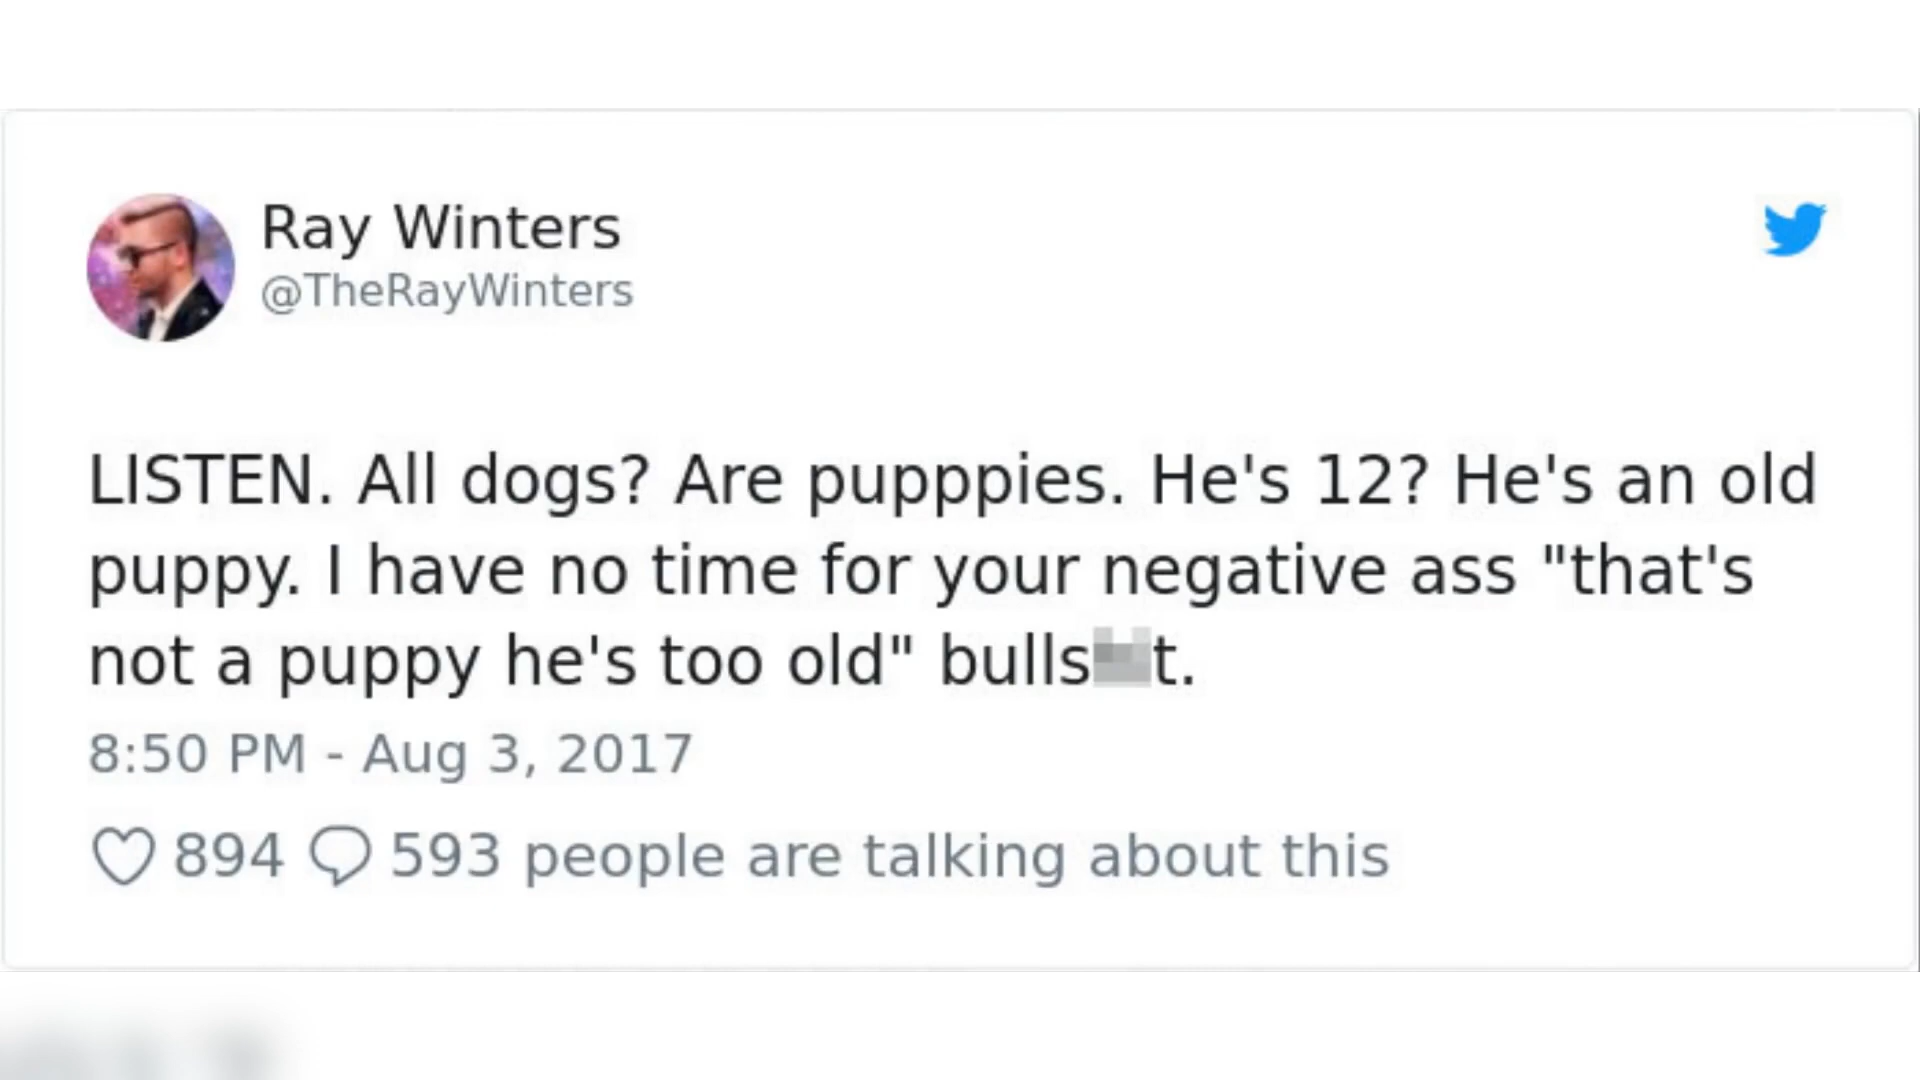 Ray Winters
@TheRayWinters
LISTEN. All dogs? Are pupppies. He's 12? He's an old
puppy. I have no time for your negative ass "that's
not a puppy he's too old" bulls t.
8:50 PM - Aug 3, 2017
894 593 people are talking about this